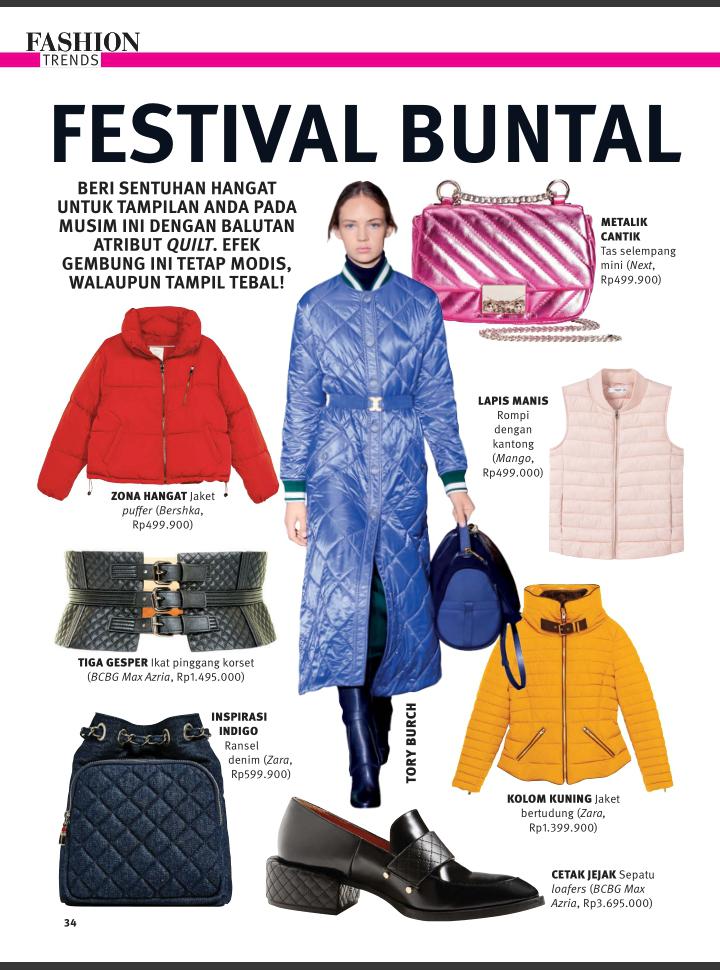 FASHION
TRENDS
FESTIVAL BUNTAL
BERI SENTUHAN HANGAT
UNTUK TAMPILAN ANDA PADA
MUSIM INI DENGAN BALUTAN
ATRIBUT QUILT. EFEK
GEMBUNG INI TETAP MODIS,
WALAUPUN TAMPIL TEBAL!
METALIK
CANTIK
Tas selempang
mini (Next,
Rp499.900)
LAPIS MANIS
Rompi
dengan
kantong
(Mango,
Rp499.000)
ZONA HANGAT Jaket
puffer (Bershka,
Rp499.900)
TIGA GESPER Ikat pinggang korset
(BCBG Max Azria, Rp1.495.000)
INSPIRASI
INDIGO
Ransel
denim (Zara,
Rp599.900)
TORY BURCH
KOLOM KUNING Jaket
bertudung (Zara,
Rp1.399.900)
CETAK JEJAK Sepatu
loafers (BCBG Max
Azria, Rp3.695.000)
34